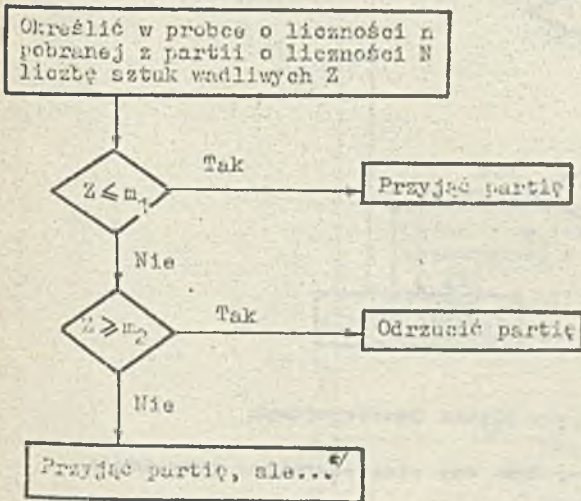 Określić w próbce o liczności n
pobranej z partii o liczności N
liczbę sztuk wadliwych Z
Tak
Z ≤ m₁
Przyjąć partię
Nie
Z ≥ m₂
Tak
Odrzucić partię
Nie
Przyjąć partię, ale...*/